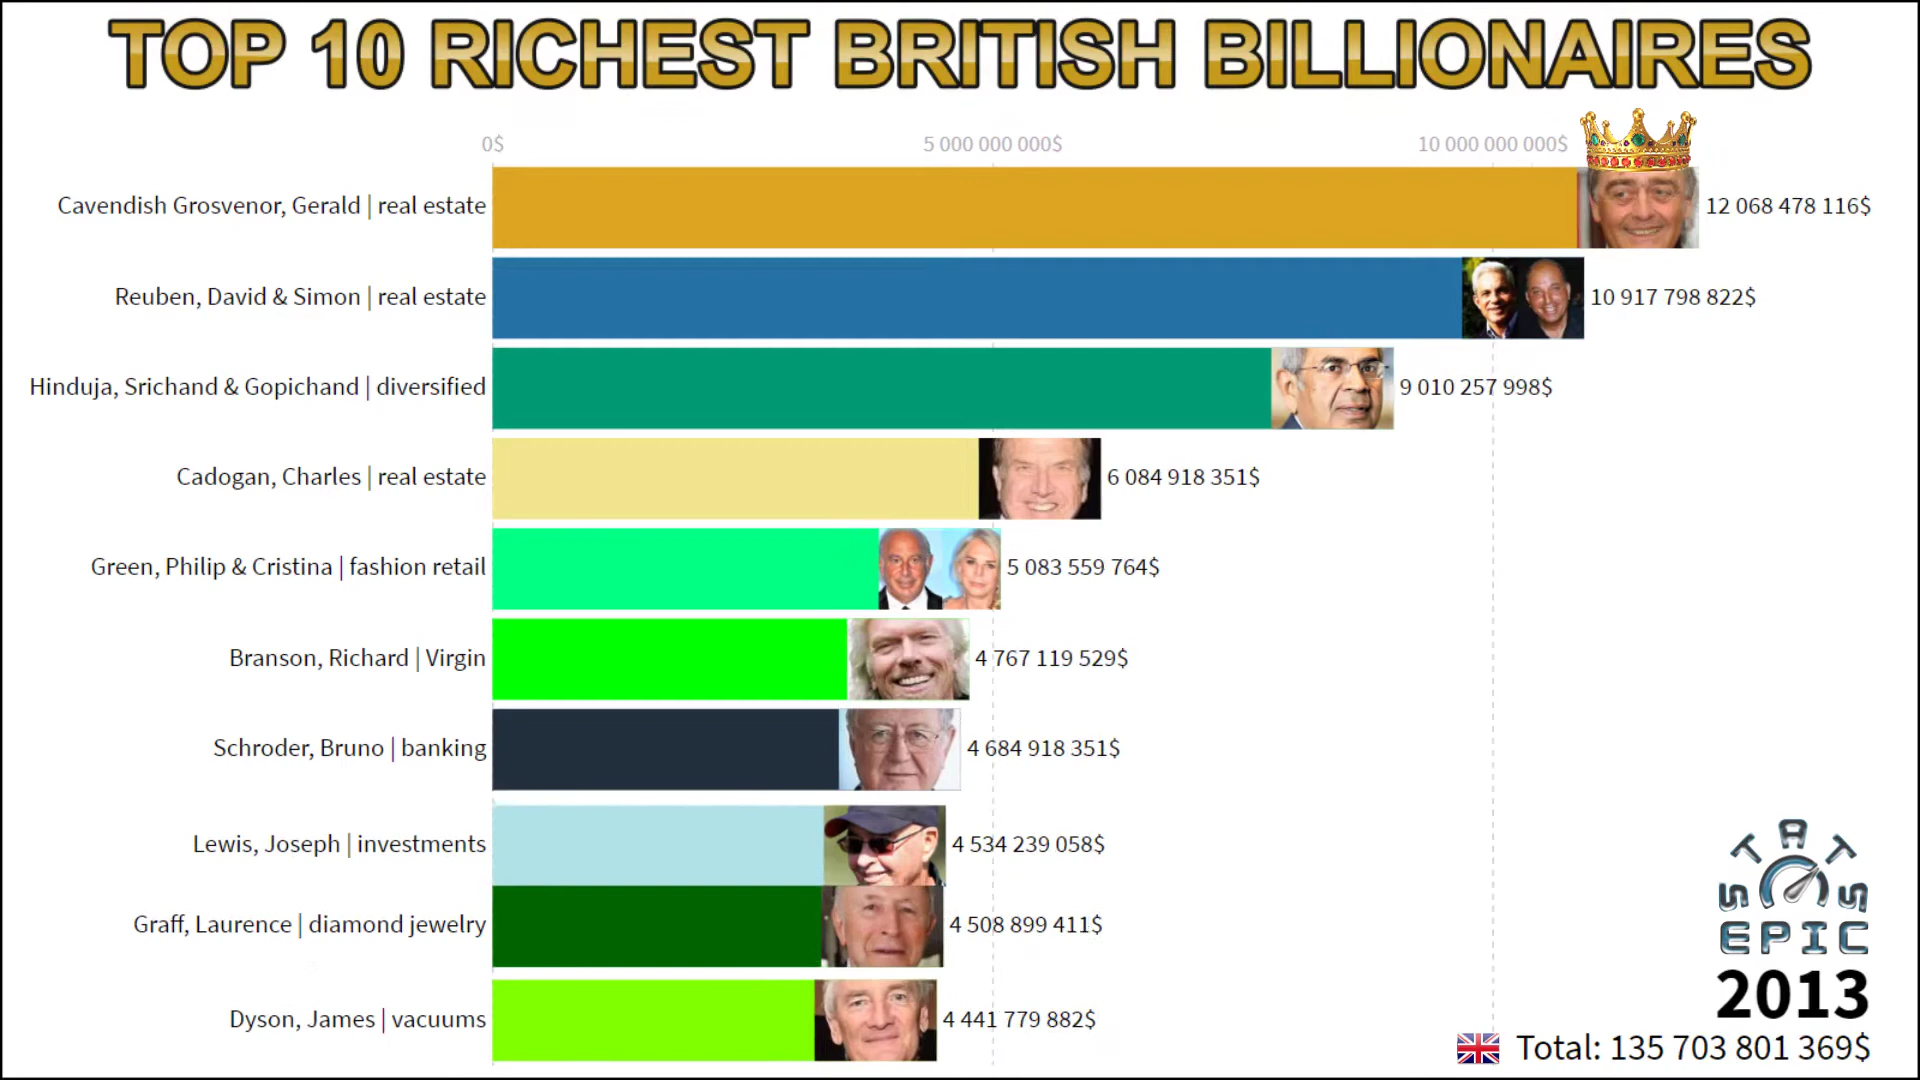 TOP 10 RICHEST BRITISH BILLIONAIRES
0$ 5 000 000 000$ 10 000 000 000$
Cavendish Grosvenor, Gerald | real estate 12 068 478 116$
Reuben, David & Simon | real estate 10 917 798 822$
Hinduja, Srichand & Gopichand | diversified 9 010 257 998$
Cadogan, Charles | real estate 6 084 918 351$
Green, Philip & Cristina | fashion retail 5 083 559 764$
Branson, Richard | Virgin 4 767 119 529$
Schroder, Bruno | banking 4 684 918 351$
Lewis, Joseph | investments 4 534 239 058$
Graff, Laurence | diamond jewelry 4 508 899 411$
Dyson, James | vacuums 4 441 779 882$
STATS
EPIC
2013
Total: 135 703 801 369$